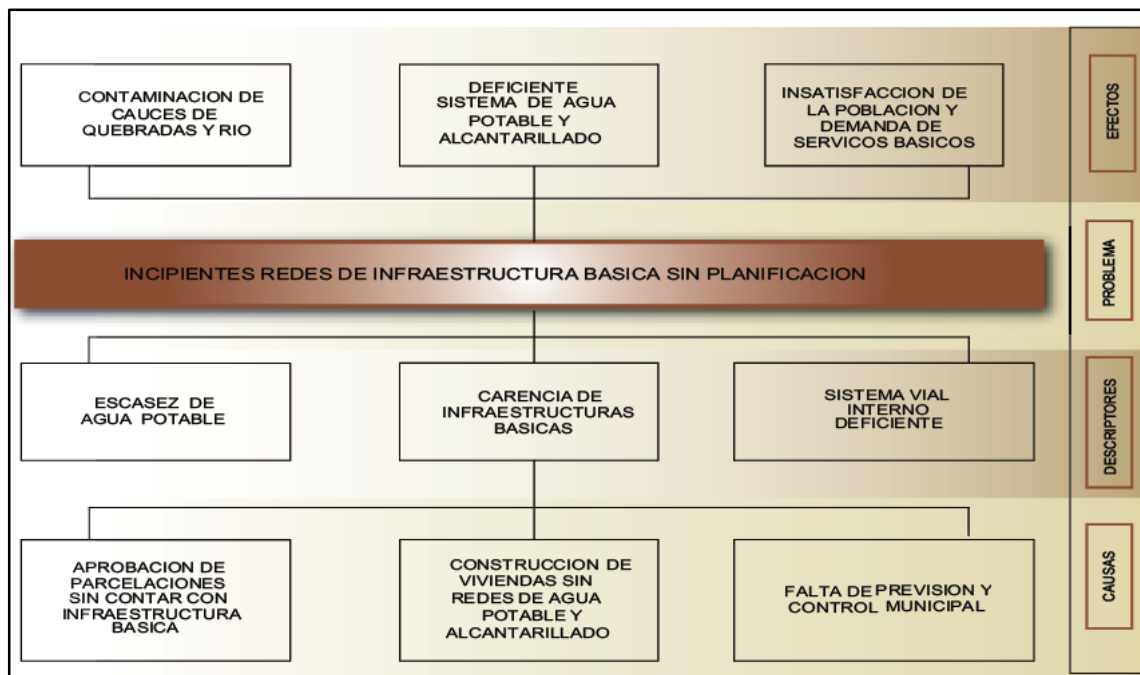 CONTAMINACION DE
CAUCES DE
QUEBRADAS Y RIO
DEFICIENTE
SISTEMA DE AGUA
POTABLE Y
ALCANTARILLADO
INSATISFACCION DE
LA POBLACION Y
DEMANDA DE
SERVICOS BASICOS
EFECTOS
INCIPIENTES REDES DE INFRAESTRUCTURA BASICA SIN PLANIFICACION
PROBLEMA
ESCASEZ DE
AGUA POTABLE
CARENCIA DE
INFRAESTRUCTURAS
BASICAS
SISTEMA VIAL
INTERNO
DEFICIENTE
DESCRIPTORES
APROBACION DE
PARCELACIONES
SIN CONTAR CON
INFRAESTRUCTURA
BASICA
CONSTRUCCION DE
VIVIENDAS SIN
REDES DE AGUA
POTABLE Y
ALCANTARILLADO
FALTA DE PREVISION Y
CONTROL MUNICIPAL
CAUSAS